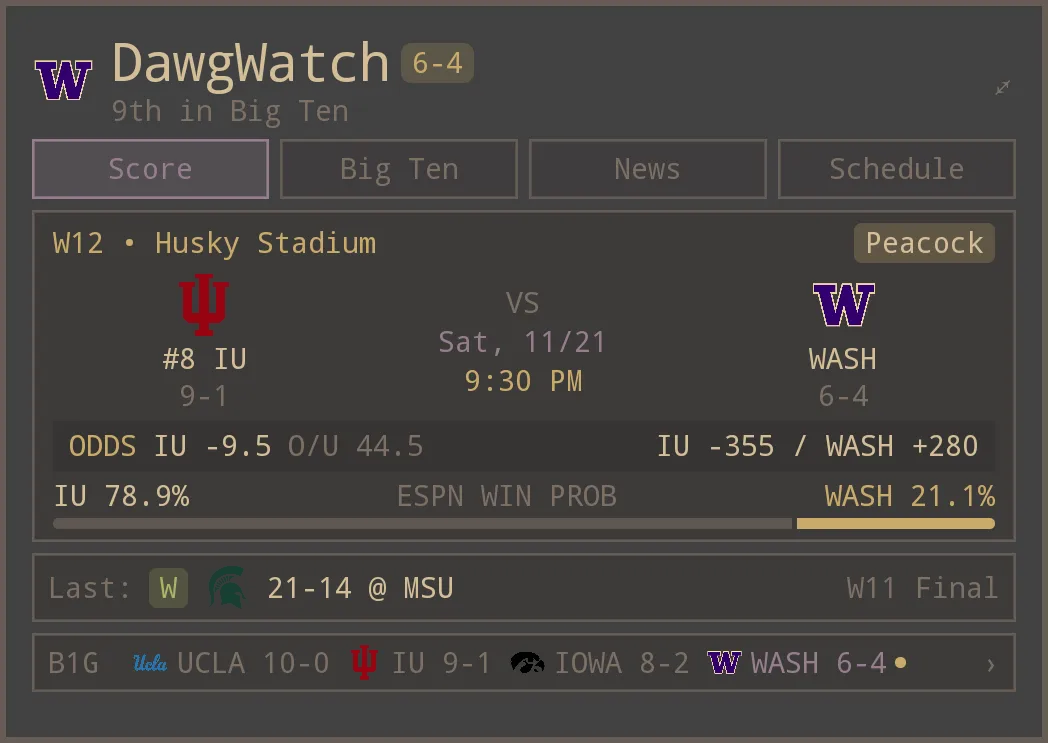 W DawgWatch 6-4
9th in Big Ten
Score Big Ten News Schedule
W12 • Husky Stadium Peacock
VS
Sat, 11/21
9:30 PM
#8 IU
9-1
W
WASH
6-4
ODDS IU -9.5 O/U 44.5 IU -355 / WASH +280
IU 78.9% ESPN WIN PROB WASH 21.1%
Last: W 21-14 @ MSU W11 Final
B1G Ucla UCLA 10-0 IU 9-1 IOWA 8-2 W WASH 6-4 • ›